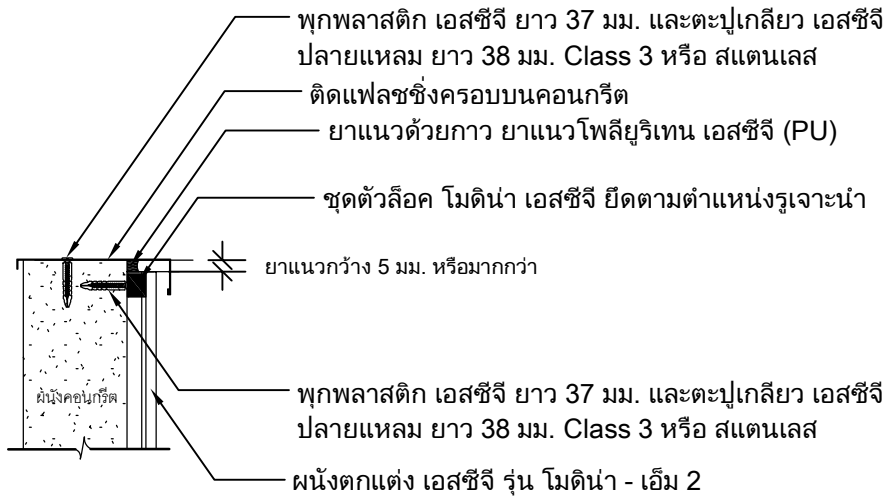 พุกพลาสติก เอสซีจี ยาว 37 มม. และตะปูเกลียว เอสซีจี
ปลายแหลม ยาว 38 มม. Class 3 หรือ สแตนเลส
ติดแฟลชชิ่งครอบบนคอนกรีต
ยาแนวด้วยกาว ยาแนวโพลียูริเทน เอสซีจี (PU)
ชุดตัวล็อค โมดิน่า เอสซีจี ยึดตามตำแหน่งรูเจาะนำ
ยาแนวกว้าง 5 มม. หรือมากกว่า
ผนังคอนกรีต
พุกพลาสติก เอสซีจี ยาว 37 มม. และตะปูเกลียว เอสซีจี
ปลายแหลม ยาว 38 มม. Class 3 หรือ สแตนเลส
ผนังตกแต่ง เอสซีจี รุ่น โมดิน่า - เอ็ม 2